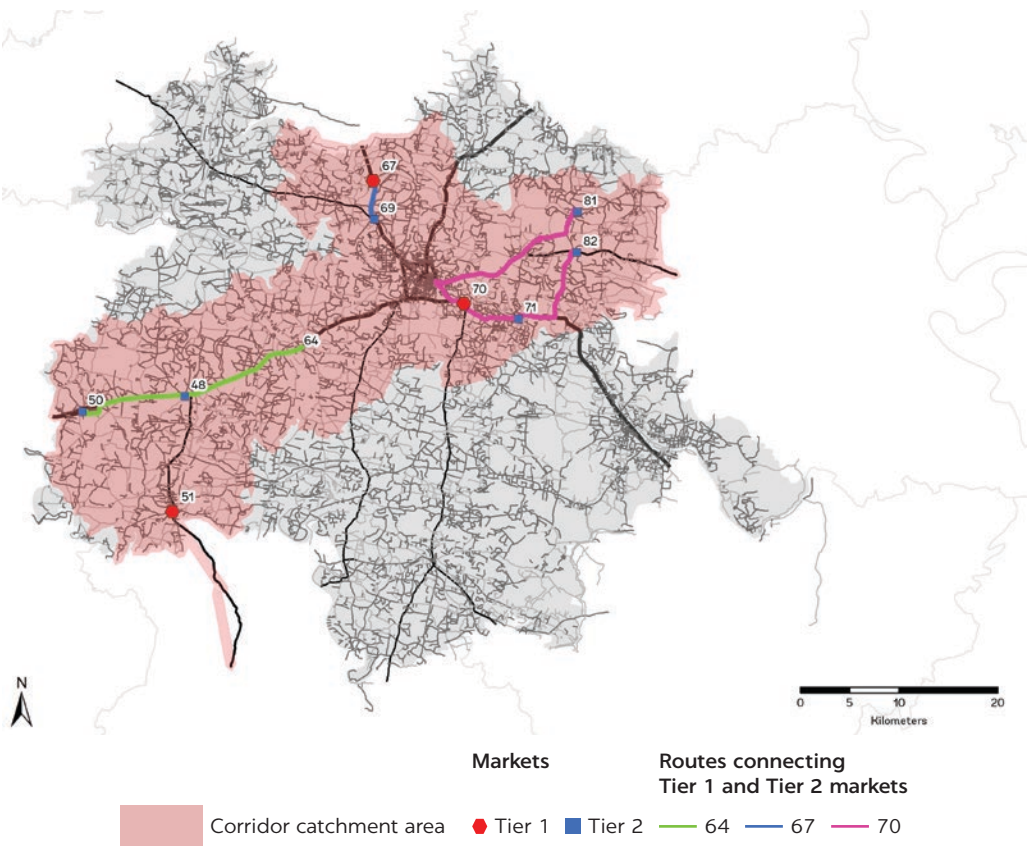 67
69
81
82
70
71
64
48
50
51
N
0 5 10 20
Kilometers
Markets Routes connecting
Tier 1 and Tier 2 markets
Corridor catchment area Tier 1 Tier 2 64 67 70